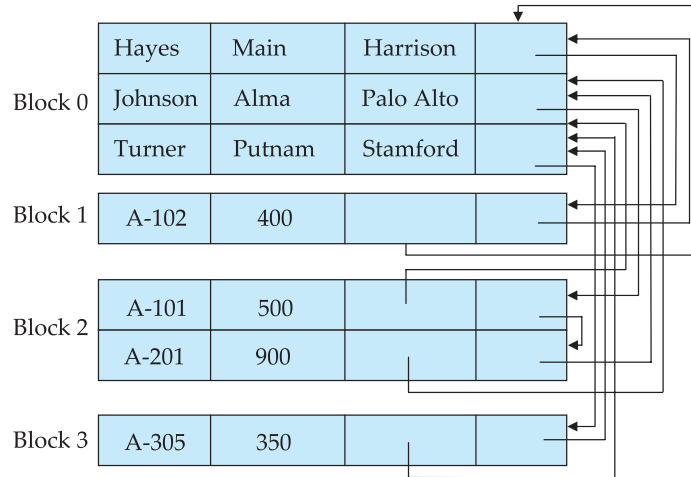 Hayes Main Harrison
Block 0 Johnson Alma Palo Alto
Turner Putnam Stamford
Block 1 A-102 400
Block 2
A-101 500
A-201 900
Block 3 A-305 350